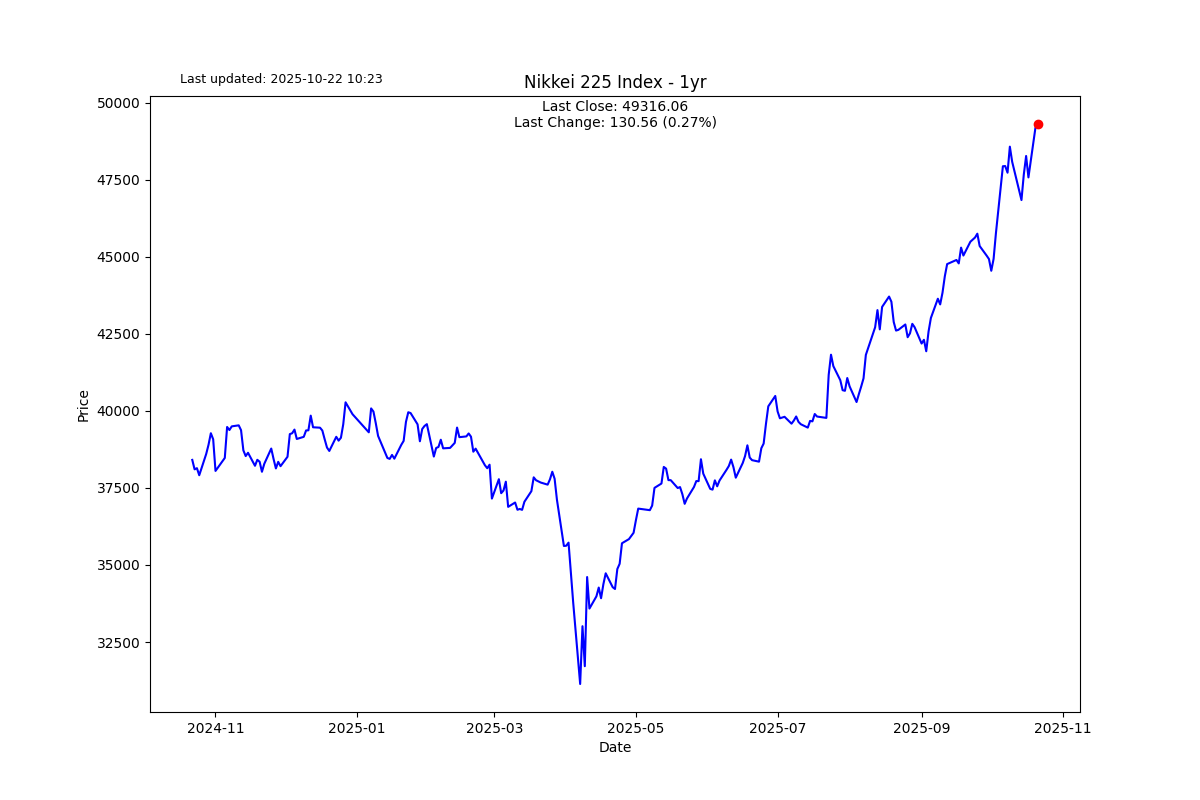 Last updated: 2025-10-22 10:23
Nikkei 225 Index - 1yr
Last Close: 49316.06
Last Change: 130.56 (0.27%)
50000
47500
45000
42500
40000
37500
35000
32500
Price
2024-11
2025-01
2025-03
2025-05
2025-07
2025-09
2025-11
Date